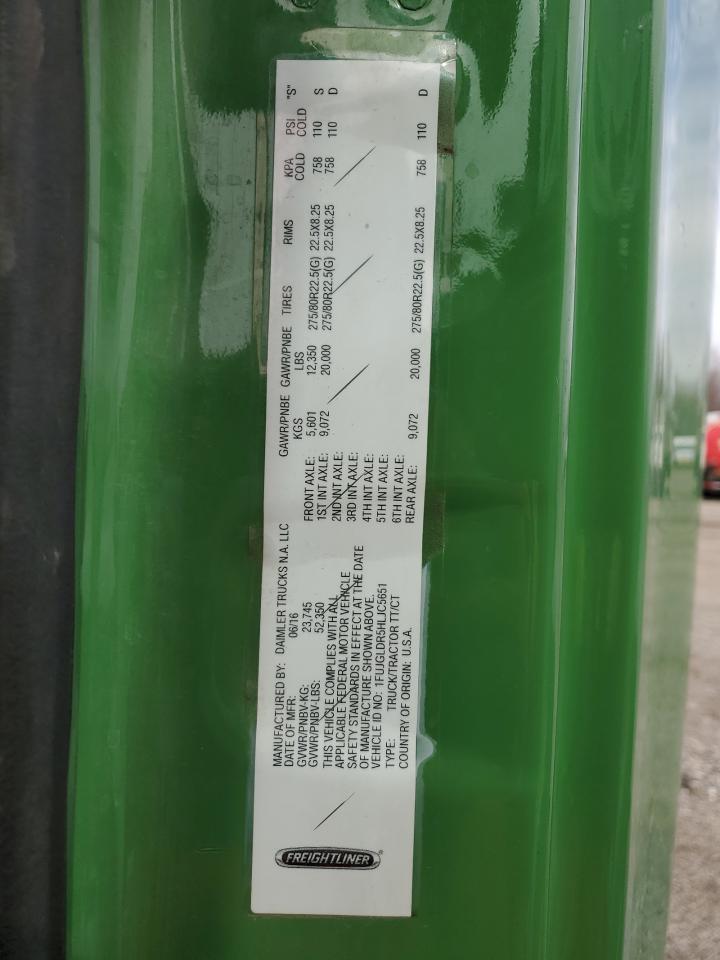 FREIGHTLINER
MANUFACTURED BY: DAIMLER TRUCKS N.A. LLC
DATE OF MFR: 06/16
GVWR/PNBV-KG: 23,745
GVWR/PNBV-LBS: 52,350
THIS VEHICLE COMPLIES WITH ALL
APPLICABLE FEDERAL MOTOR VEHICLE
SAFETY STANDARDS IN EFFECT AT THE DATE
OF MANUFACTURE SHOWN ABOVE.
VEHICLE ID NO: 1FUJGLDR5HLJC5651
TYPE: TRUCK/TRACTOR TT/CT
COUNTRY OF ORIGIN: U.S.A.
GAWR/PNBE GAWR/PNBE TIRES RIMS KPA PSI "S"
KGS LBS COLD COLD
FRONT AXLE: 5,601 12,350 275/80R22.5(G) 22.5X8.25 758 110 S
1ST INT AXLE: 9,072 20,000 275/80R22.5(G) 22.5X8.25 758 110 D
2ND INT AXLE:
3RD INT AXLE:
4TH INT AXLE:
5TH INT AXLE:
6TH INT AXLE:
REAR AXLE: 9,072 20,000 275/80R22.5(G) 22.5X8.25 758 110 D